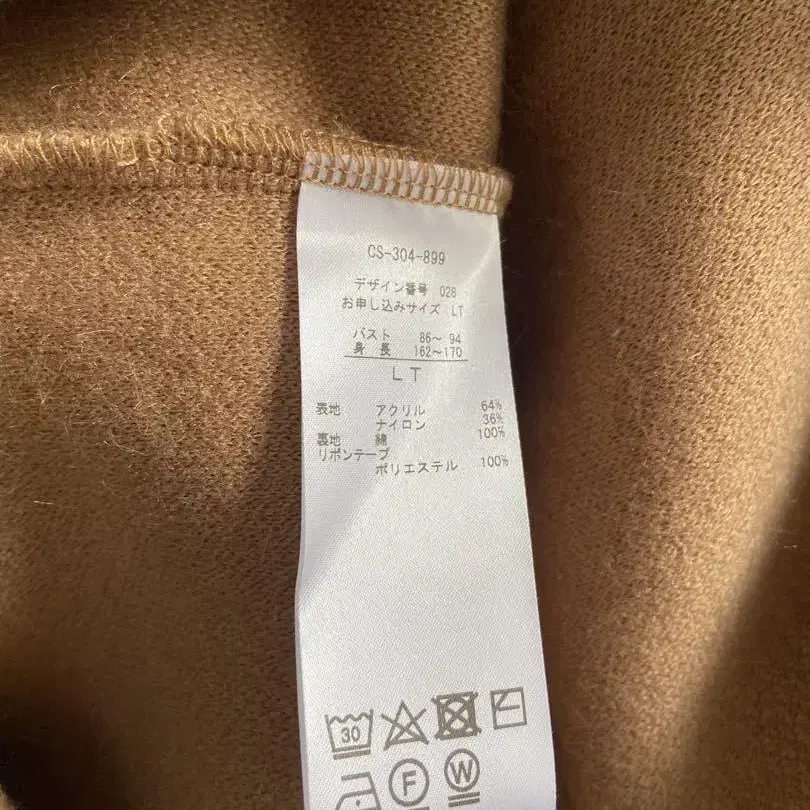 CS-304-899
デザイン番号 028
お申し込みサイズ LT
バスト 86～94
身長 162～170
LT
表地 アクリル 64%
ナイロン 36%
裏地 綿 100%
リボンテープ
ポリエステル 100%
30
F W